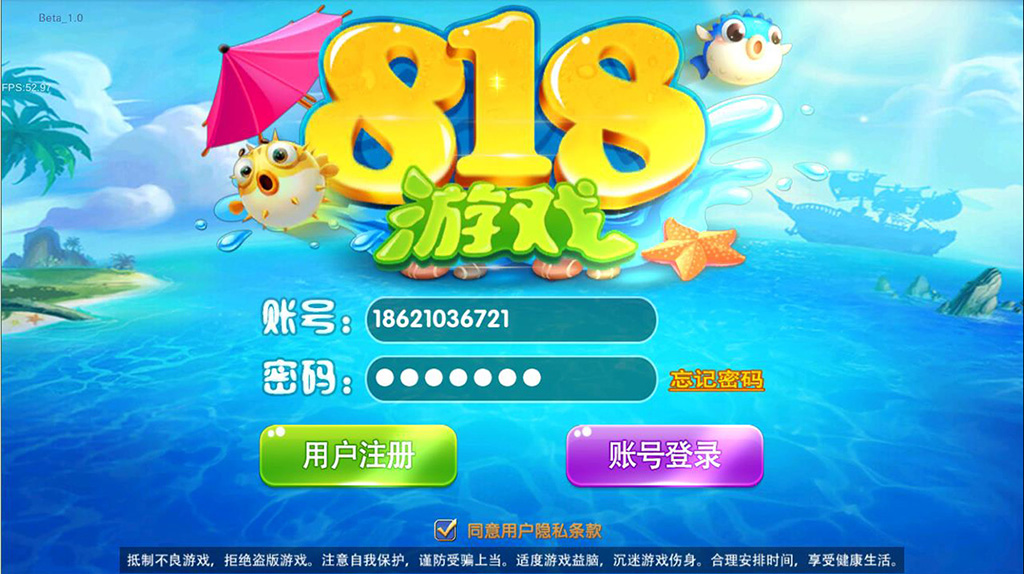 Beta_1.0
FPS:52.97
818
游戏
账号：18621036721
密码：●●●●●●● 忘记密码
用户注册 账号登录
同意用户隐私条款
抵制不良游戏，拒绝盗版游戏。注意自我保护，谨防受骗上当。适度游戏益脑，沉迷游戏伤身。合理安排时间，享受健康生活。